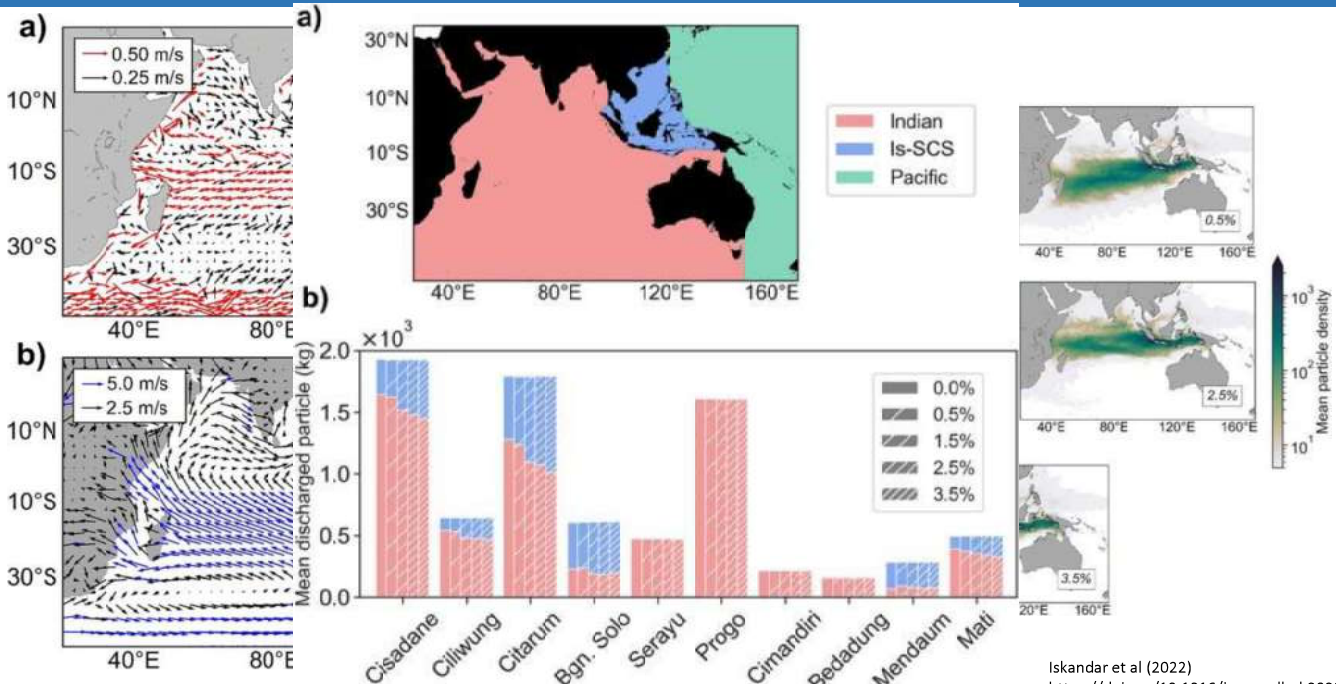 a)
0.50 m/s
0.25 m/s
10°N
10°S
30°S
40°E
80°E
b)
5.0 m/s
2.5 m/s
10°N
10°S
30°S
40°E
a)
30°N
10°N
10°S
30°S
40°E
80°E
120°E
160°E
Indian
Is-SCS
Pacific
b)
×10³
Mean discharged particle (kg)
2.0
1.5
1.0
0.5
0.0
0.0%
0.5%
1.5%
2.5%
3.5%
Cisadane
Ciliwung
Citarum
Bgn. Solo
Serayu
Progo
Cimandiri
Bedadung
Mendaum
Mati
0.5%
40°E
80°E
120°E
160°E
2.5%
40°E
80°E
120°E
160°E
3.5%
20°E
160°E
Mean particle density
10³
10²
10¹
Iskandar et al (2022)